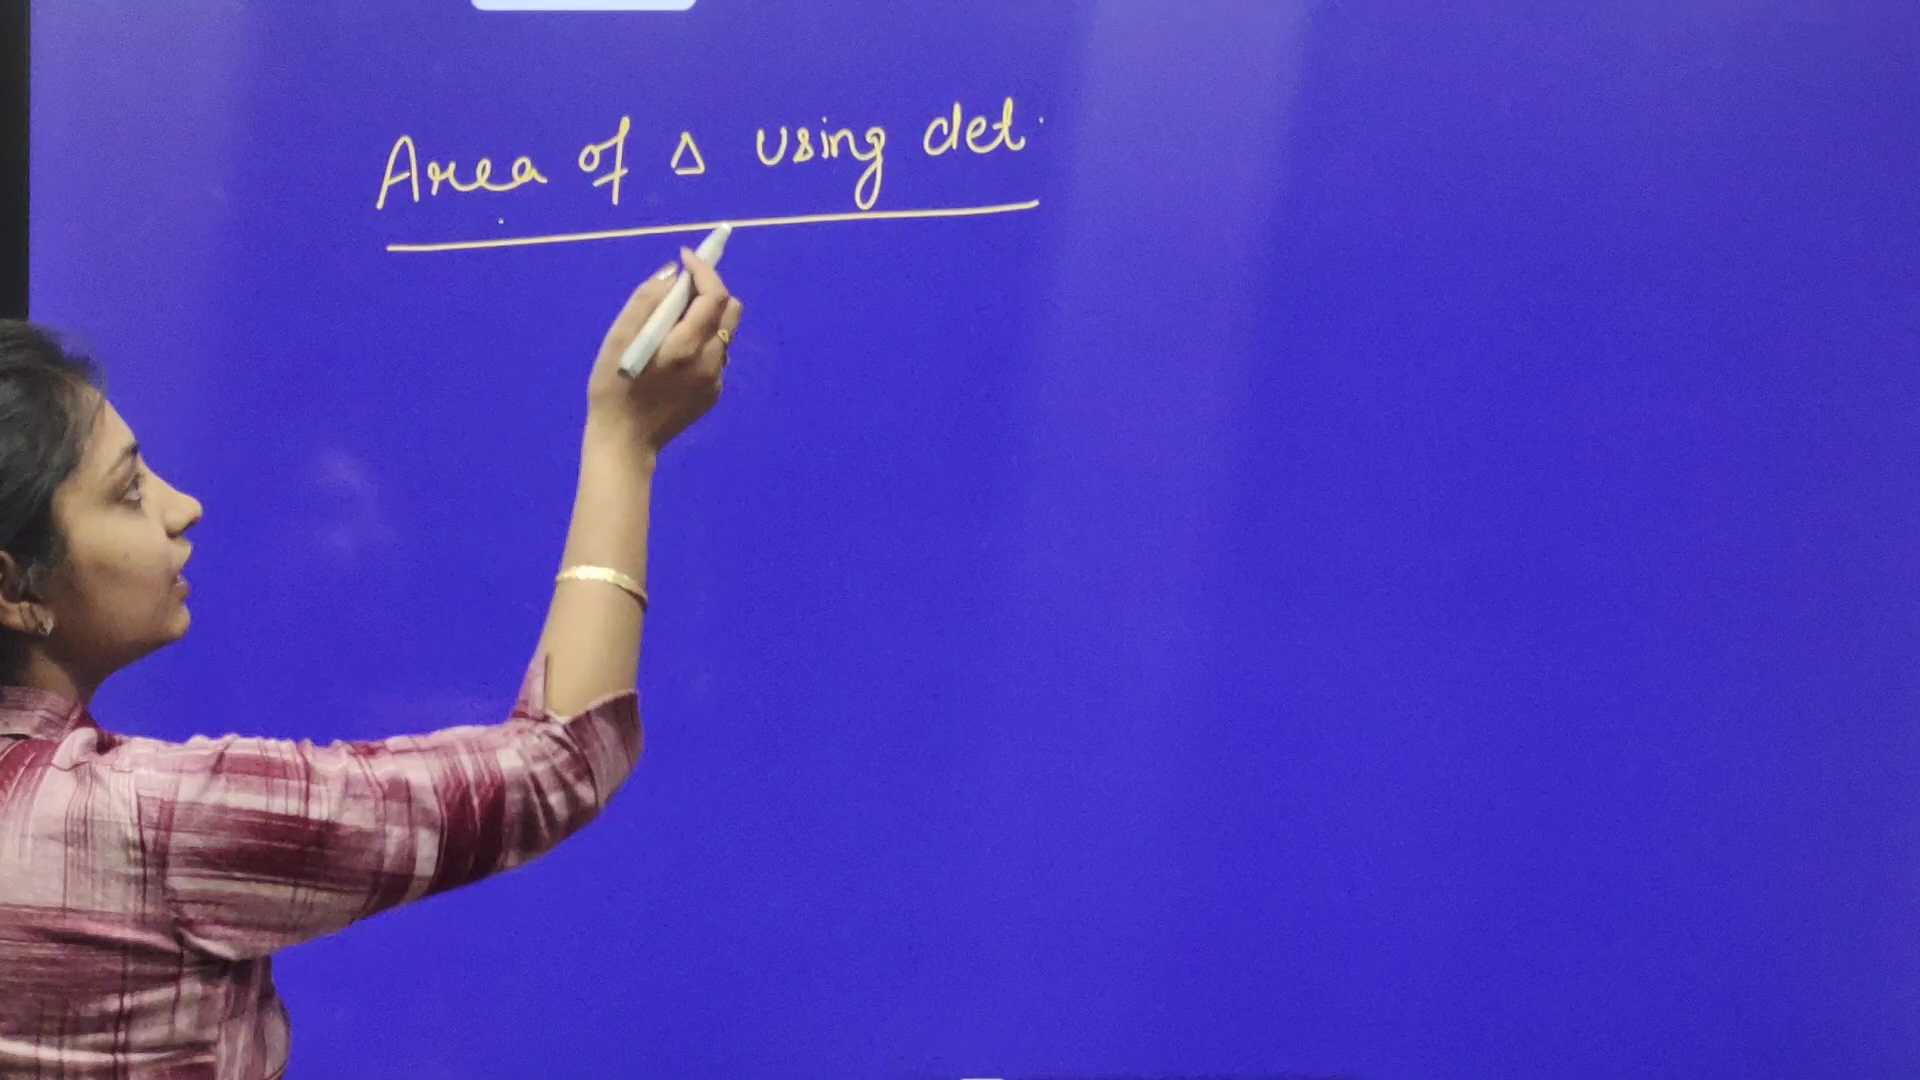 Area of Δ using det.